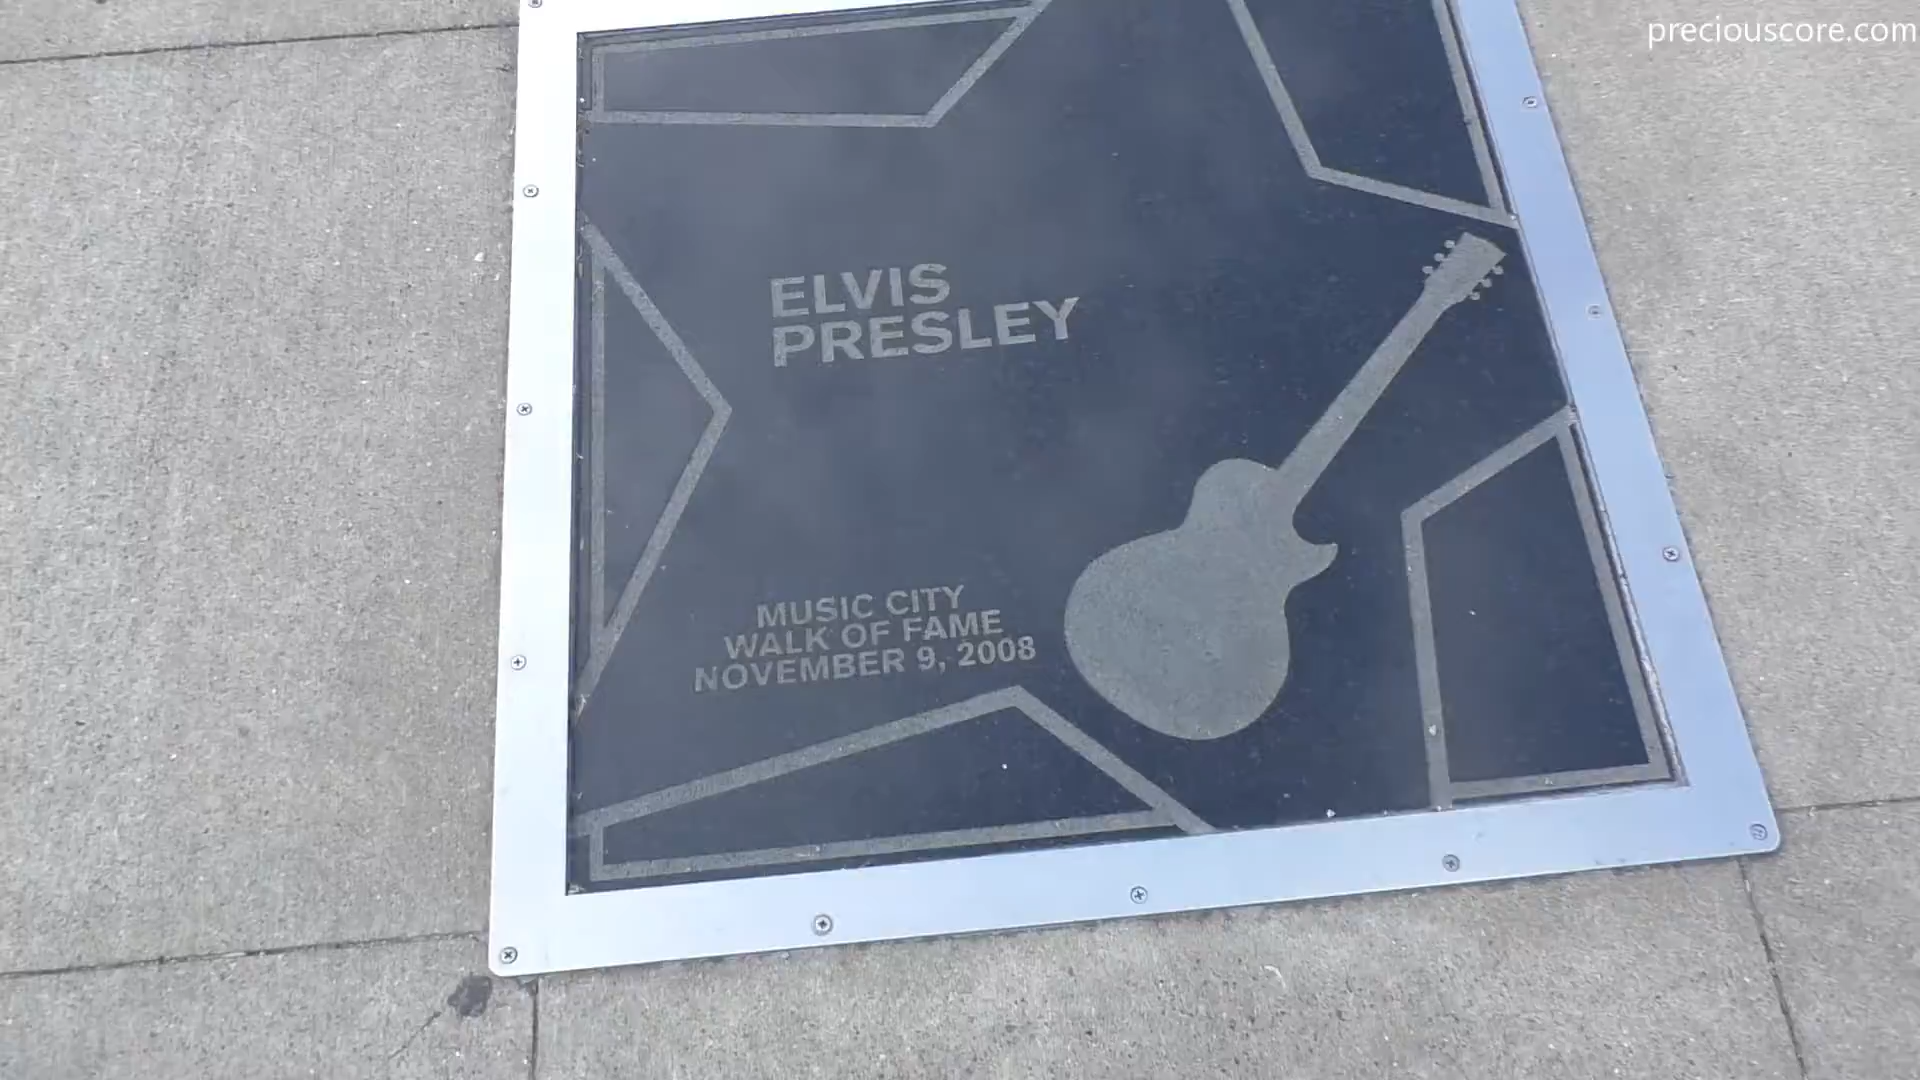 preciouscore.com
ELVIS
PRESLEY
MUSIC CITY
WALK OF FAME
NOVEMBER 9, 2008